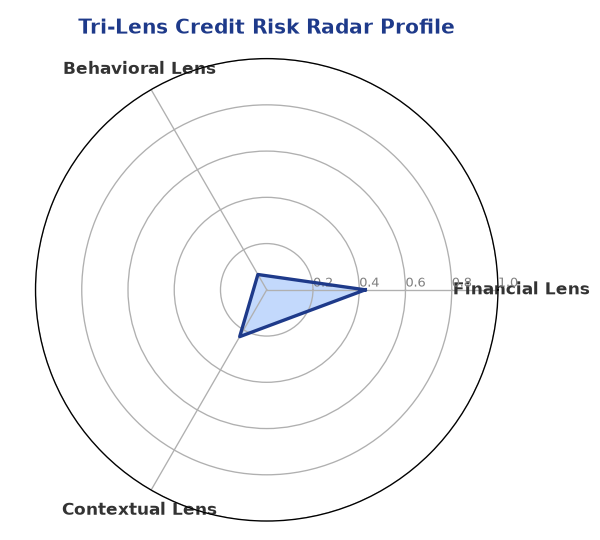 Tri-Lens Credit Risk Radar Profile
Behavioral Lens
0.2 0.4 0.6 0.8 1.0
Financial Lens
Contextual Lens